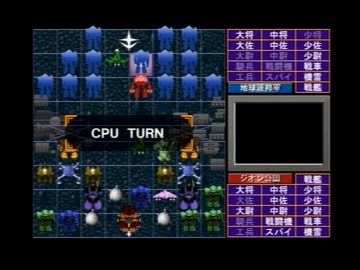 大将 中将 少将
大佐 中佐 少佐
大尉 中尉 少尉
騎兵 戦闘機 戦車
工兵 スパイ 機雷
地球連邦軍 戦艦
CPU TURN
ジオン公国 戦艦
大将 中将 少将
大佐 中佐 少佐
大尉 中尉 少尉
騎兵 戦闘機 戦車
工兵 スパイ 機雷